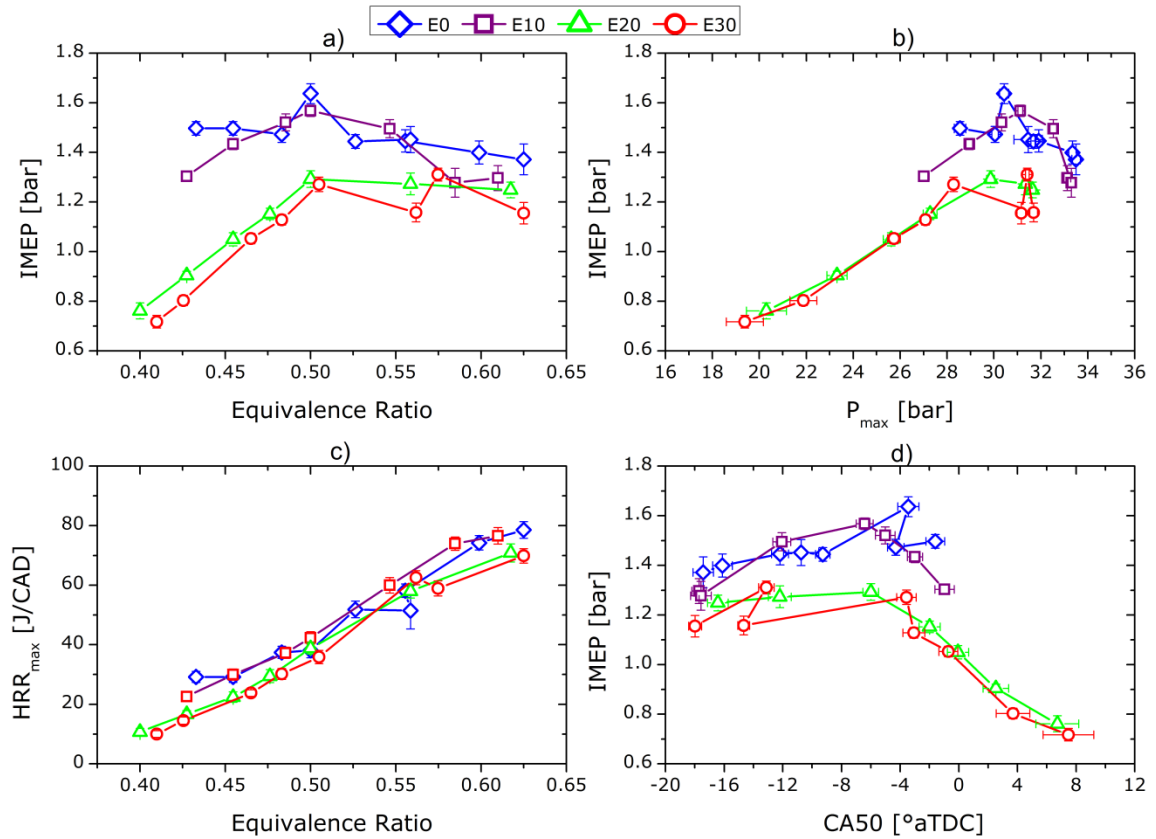 E0 E10 E20 E30
a)
1.8
1.6
1.4
1.2
1.0
0.8
0.6
IMEP [bar]
0.40 0.45 0.50 0.55 0.60 0.65
Equivalence Ratio
b)
1.8
1.6
1.4
1.2
1.0
0.8
0.6
IMEP [bar]
16 18 20 22 24 26 28 30 32 34 36
Pmax [bar]
c)
100
80
60
40
20
0
HRRmax [J/CAD]
0.40 0.45 0.50 0.55 0.60 0.65
Equivalence Ratio
d)
1.8
1.6
1.4
1.2
1.0
0.8
0.6
IMEP [bar]
-20 -16 -12 -8 -4 0 4 8 12
CA50 [°aTDC]